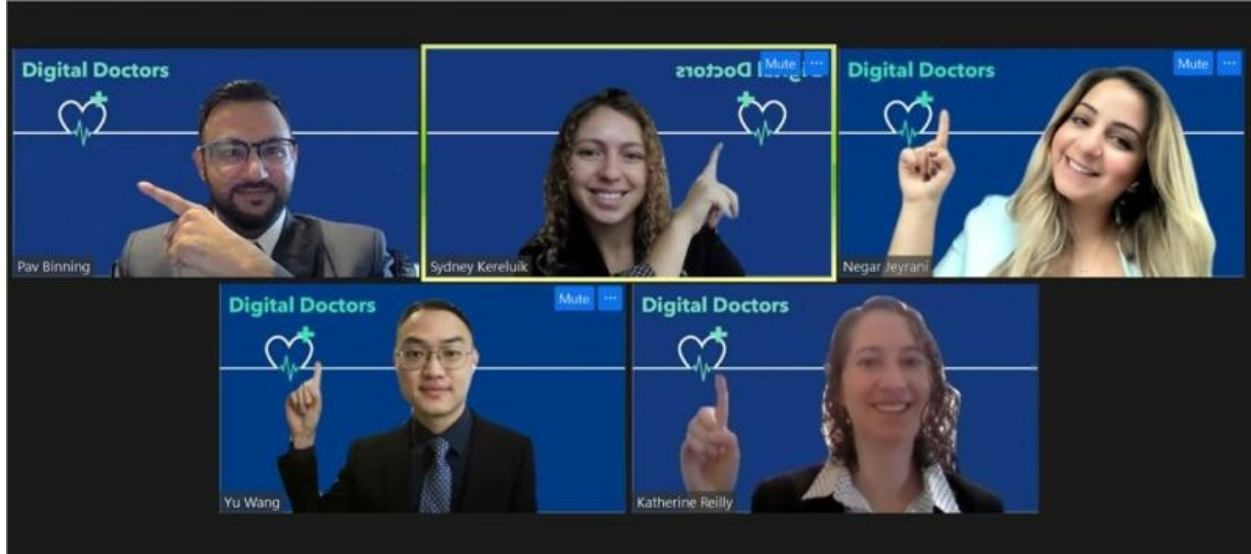 Digital Doctors
Pav Binning
Digital Doctors
Mute ...
Sydney Kereluik
Digital Doctors
Mute ...
Negar Jeyrani
Digital Doctors
Mute ...
Yu Wang
Digital Doctors
Katherine Reilly